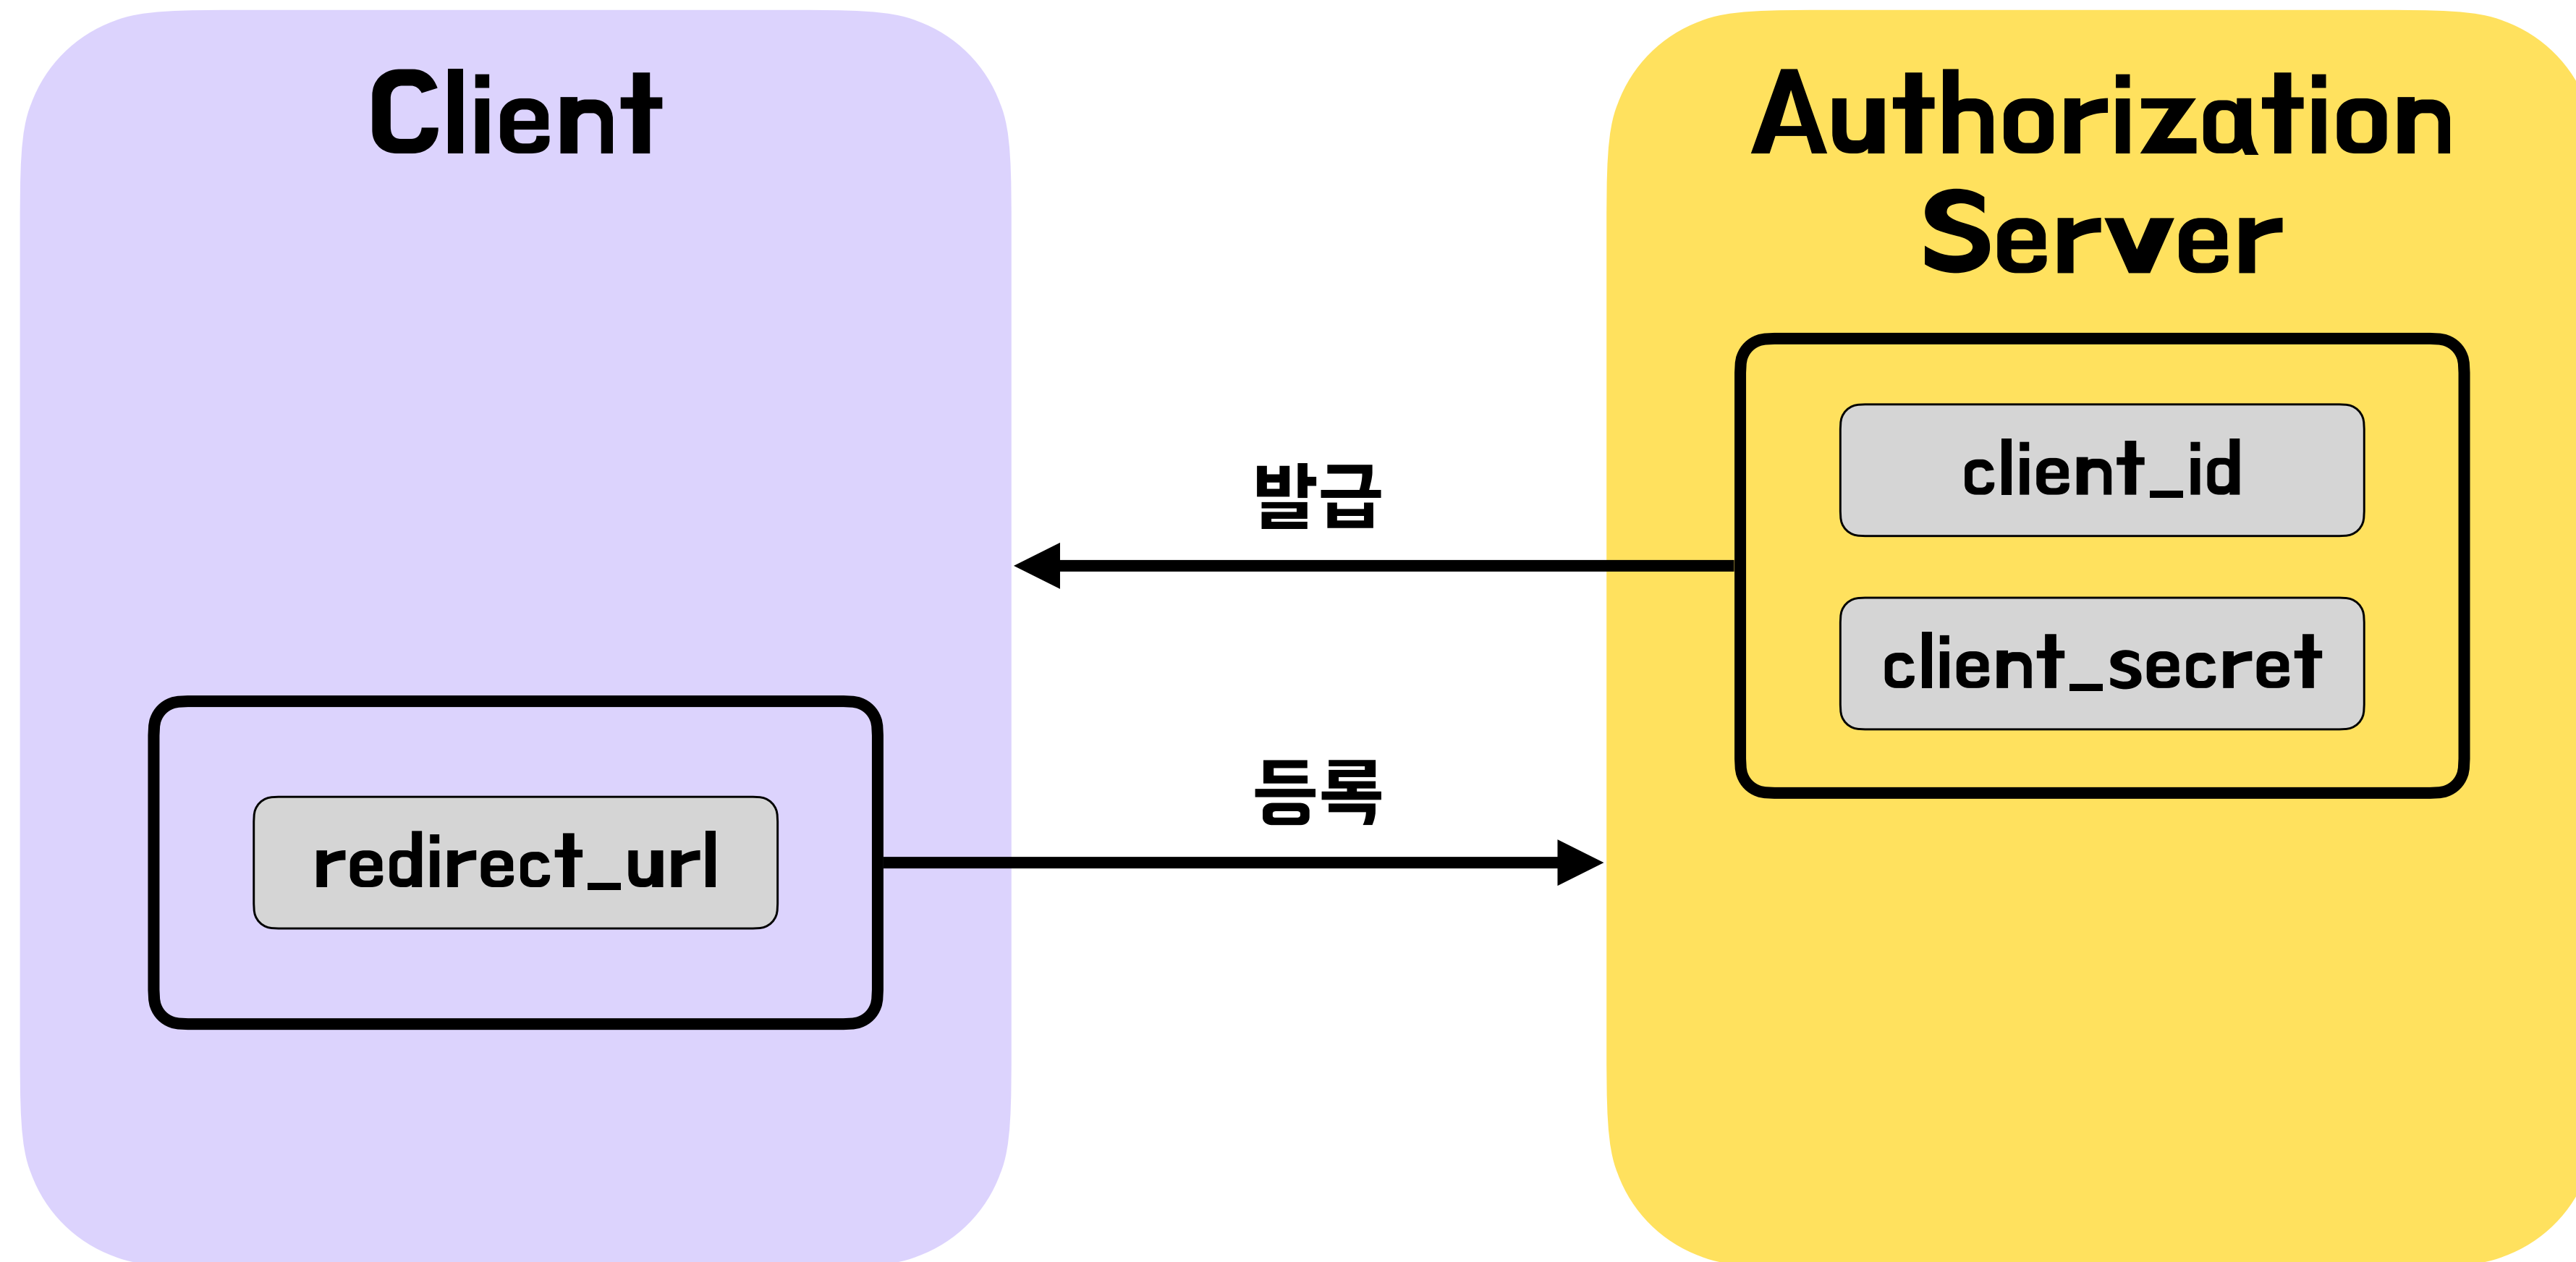 Client
Authorization
Server
client_id
발급
client_secret
등록
redirect_url